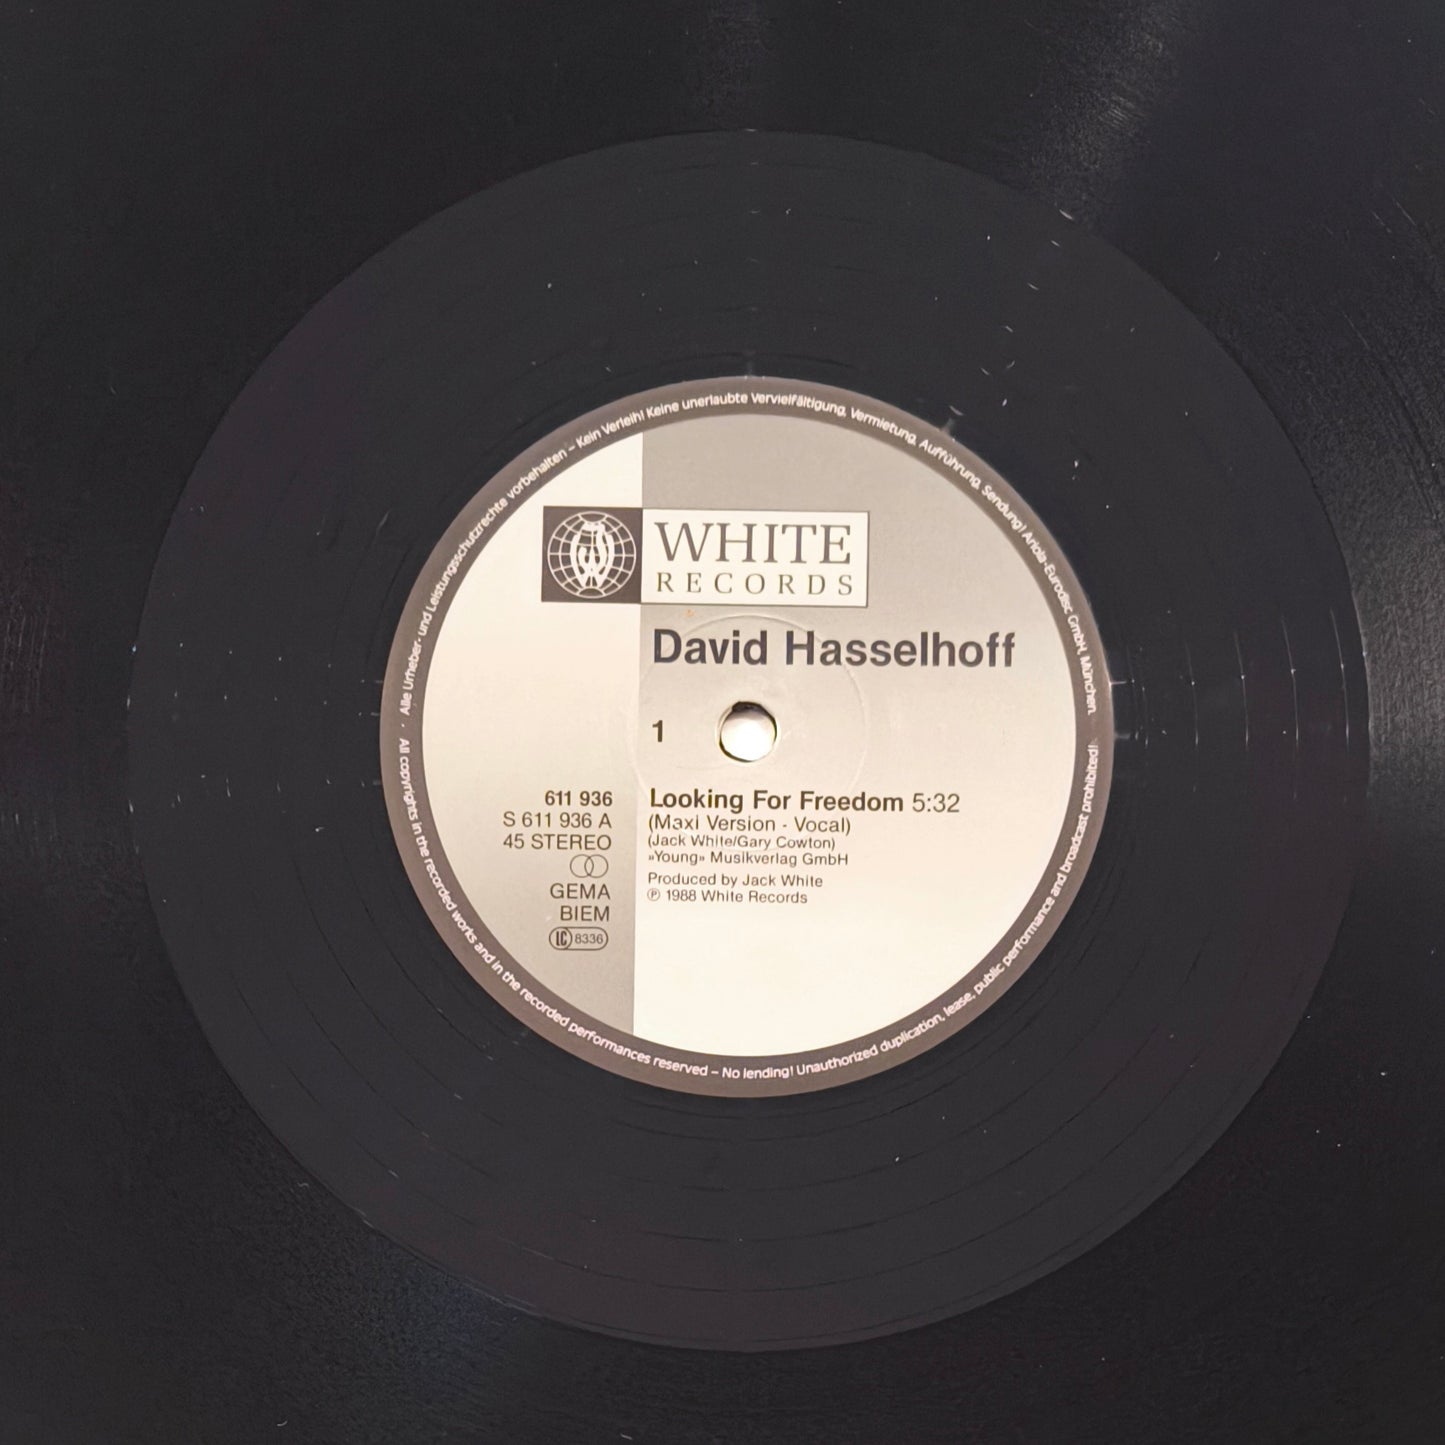 Alle Urheber- und Leistungsschutzrechte vorbehalten – Kein Verleih! Keine unerlaubte Vervielfältigung, Vermietung, Aufführung, Sendung! Ariola-Eurodisc GmbH, München.
WHITE
RECORDS
David Hasselhoff
1
611 936
S 611 936 A
45 STEREO
GEMA
BIEM
LC 8336
Looking For Freedom 5:32
(Maxi Version - Vocal)
(Jack White/Gary Cowton)
»Young« Musikverlag GmbH
Produced by Jack White
℗ 1988 White Records
All copyrights in the recorded works and in the recorded performances reserved – No lending! Unauthorized duplication, lease, public performance and broadcast prohibited!